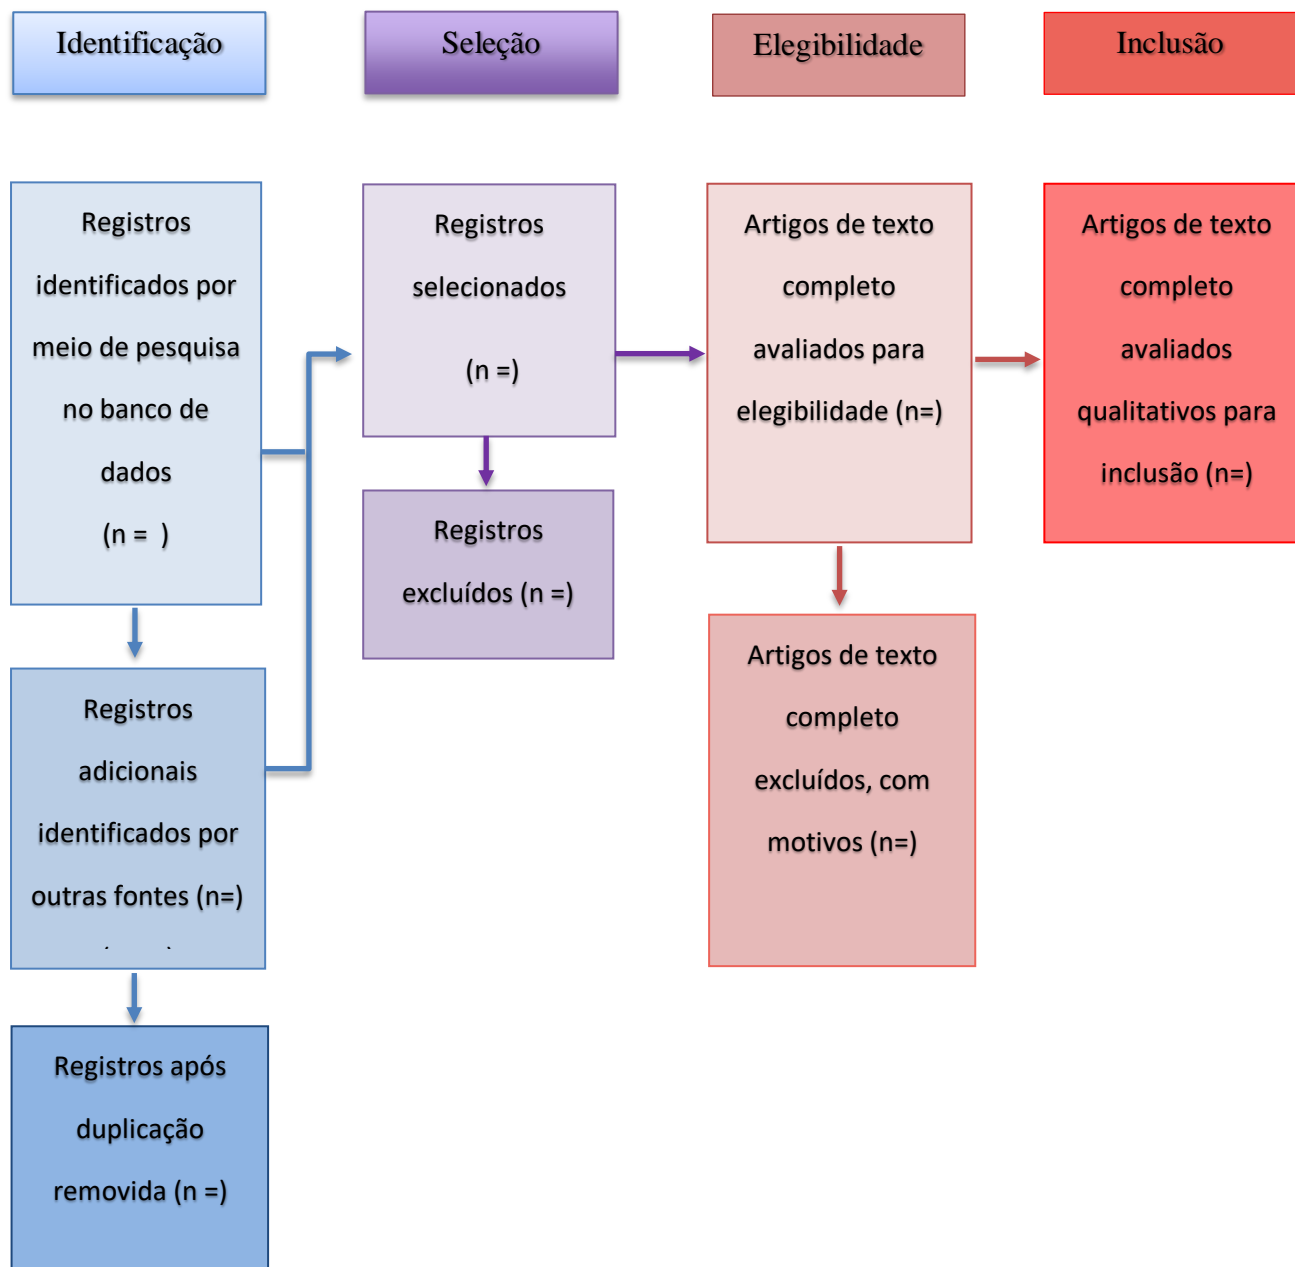 Identificação
Seleção
Elegibilidade
Inclusão
Registros
identificados por
meio de pesquisa
no banco de
dados
(n =  )
Registros
adicionais
identificados por
outras fontes (n=)
Registros após
duplicação
removida (n =)
Registros
selecionados
(n =)
Registros
excluídos (n =)
Artigos de texto
completo
avaliados para
elegibilidade (n=)
Artigos de texto
completo
excluídos, com
motivos (n=)
Artigos de texto
completo
avaliados
qualitativos para
inclusão (n=)